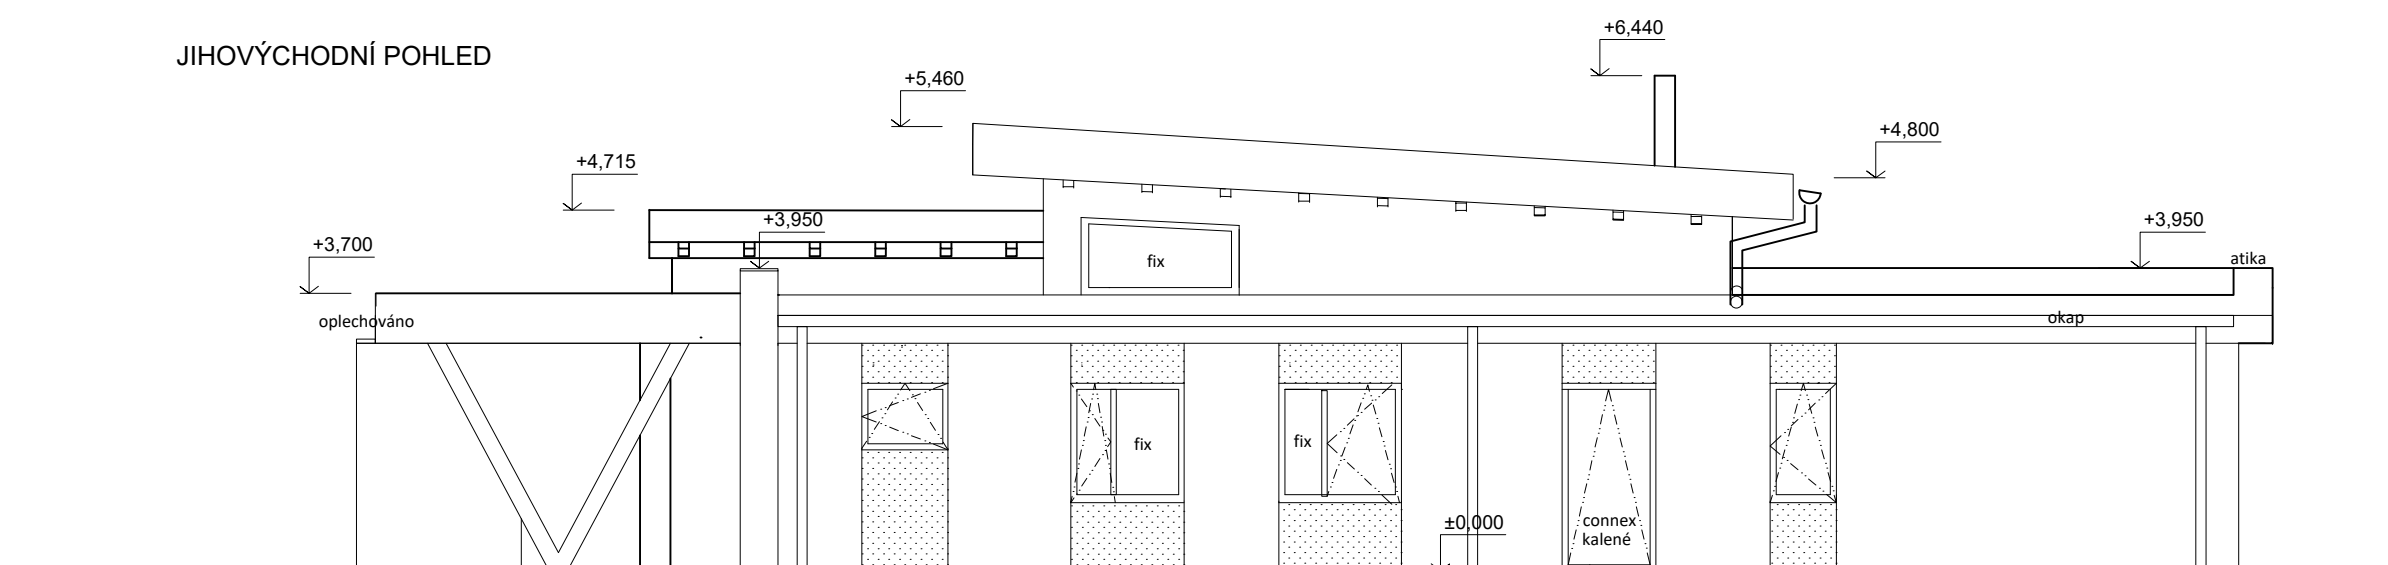 JIHOVÝCHODNÍ POHLED
+6,440
+5,460
+4,800
+4,715
+3,950
+3,950
+3,700
atika
fix
oplechováno
okap
fix
fix
±0,000
connex
kalené